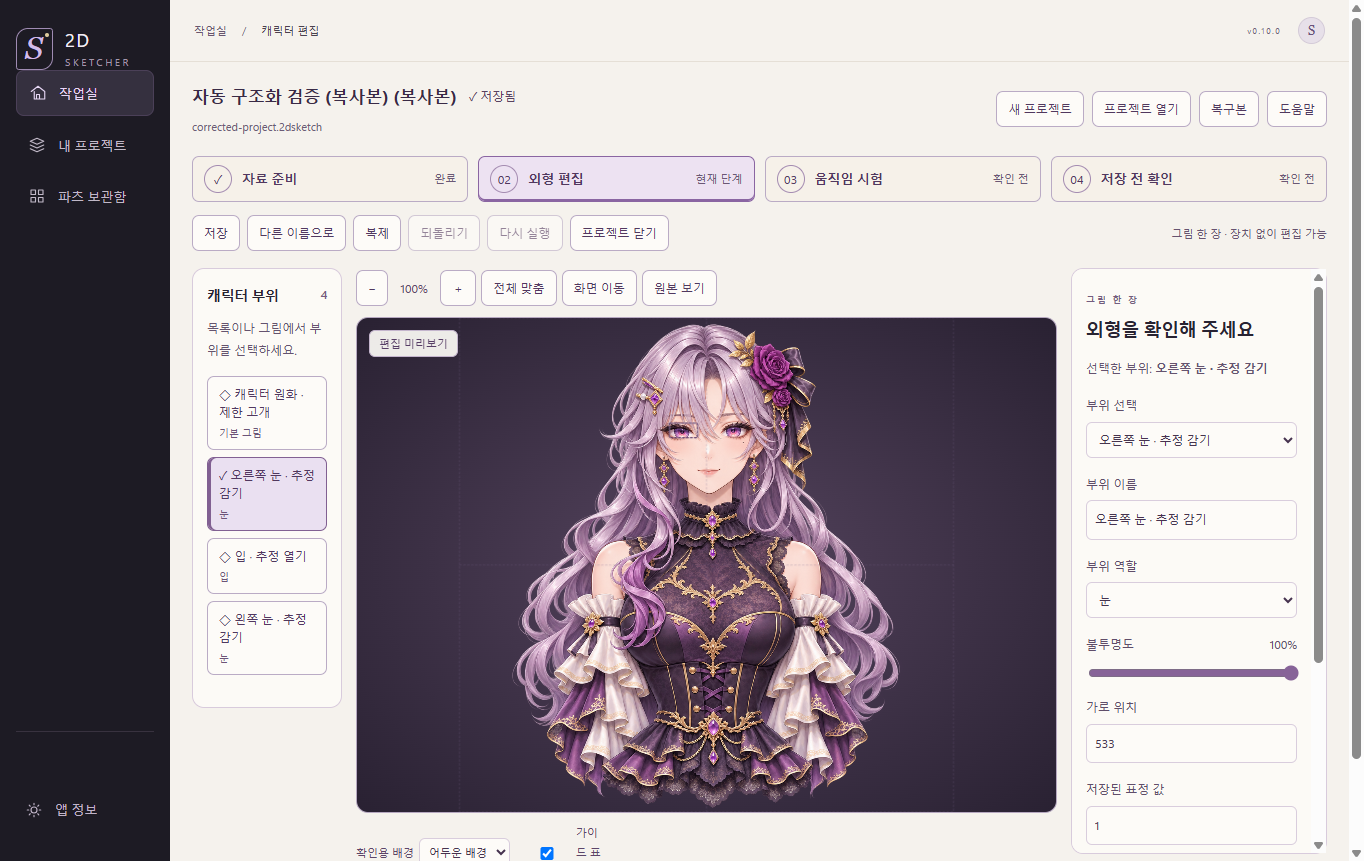 S
2D
SKETCHER
작업실
내 프로젝트
파츠 보관함
앱 정보
작업실 / 캐릭터 편집
v0.10.0
S
자동 구조화 검증 (복사본) (복사본) ✓ 저장됨
corrected-project.2dsketch
새 프로젝트
프로젝트 열기
복구본
도움말
✓ 자료 준비 완료
02 외형 편집 현재 단계
03 움직임 시험 확인 전
04 저장 전 확인 확인 전
저장
다른 이름으로
복제
되돌리기
다시 실행
프로젝트 닫기
그림 한 장 · 장치 없이 편집 가능
캐릭터 부위 4
목록이나 그림에서 부
위를 선택하세요.
◇ 캐릭터 원화 ·
제한 고개
기본 그림
✓ 오른쪽 눈 · 추정
감기
눈
◇ 입 · 추정 열기
입
◇ 왼쪽 눈 · 추정
감기
눈
−
100%
+
전체 맞춤
화면 이동
원본 보기
편집 미리보기
확인용 배경
어두운 배경
가이
드 표
그림 한 장
외형을 확인해 주세요
선택한 부위: 오른쪽 눈 · 추정 감기
부위 선택
오른쪽 눈 · 추정 감기
부위 이름
오른쪽 눈 · 추정 감기
부위 역할
눈
불투명도 100%
가로 위치
533
저장된 표정 값
1